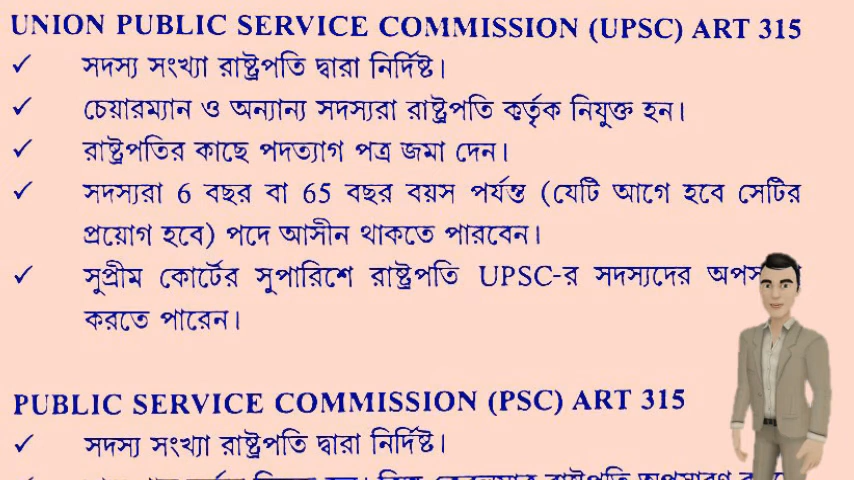 UNION PUBLIC SERVICE COMMISSION (UPSC) ART 315
✓ সদস্য সংখ্যা রাষ্ট্রপতি দ্বারা নির্দিষ্ট।
✓ চেয়ারম্যান ও অন্যান্য সদস্যরা রাষ্ট্রপতি কর্তৃক নিযুক্ত হন।
✓ রাষ্ট্রপতির কাছে পদত্যাগ পত্র জমা দেন।
✓ সদস্যরা 6 বছর বা 65 বছর বয়স পর্যন্ত (যেটি আগে হবে সেটির
প্রয়োগ হবে) পদে আসীন থাকতে পারবেন।
✓ সুপ্রীম কোর্টের সুপারিশে রাষ্ট্রপতি UPSC-র সদস্যদের
করতে পারেন।
PUBLIC SERVICE COMMISSION (PSC) ART 315
✓ সদস্য সংখ্যা রাষ্ট্রপতি দ্বারা নির্দিষ্ট।